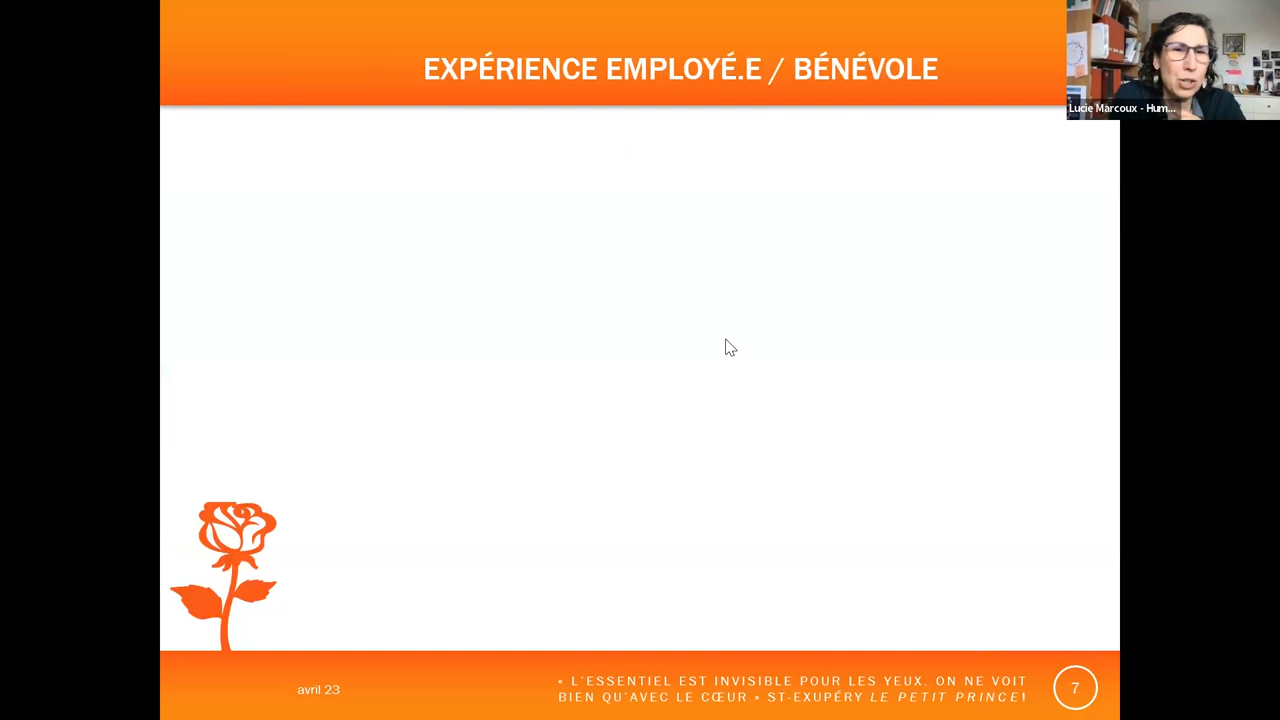 EXPÉRIENCE EMPLOYÉ.E / BÉNÉVOLE
Lucie Marcoux - Hum...
avril 23
« L'ESSENTIEL EST INVISIBLE POUR LES YEUX. ON NE VOIT
BIEN QU'AVEC LE CŒUR » ST-EXUPÉRY LE PETIT PRINCE!
7